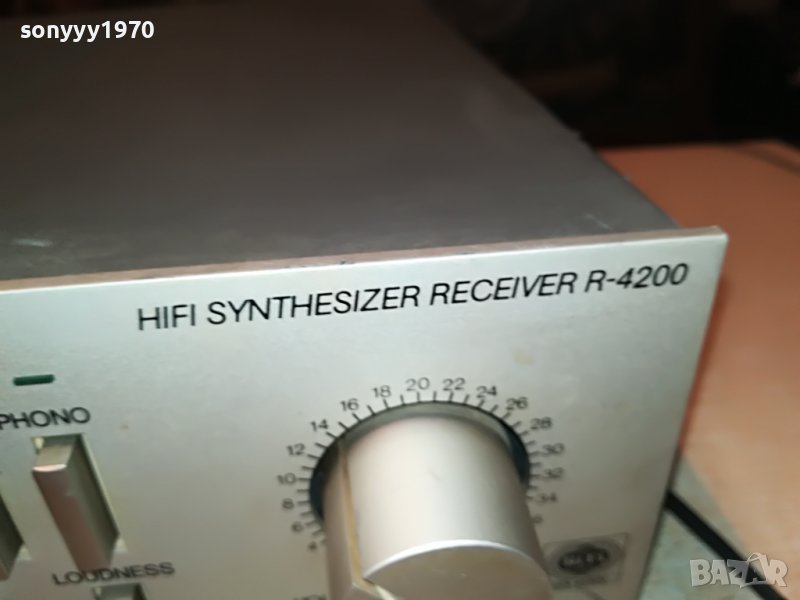 sonyyy1970
HIFI SYNTHESIZER RECEIVER R-4200
PHONO
LOUDNESS
4 6 8 10 12 14 16 18 20 22 24 26 28 30 32 34
BAZAR